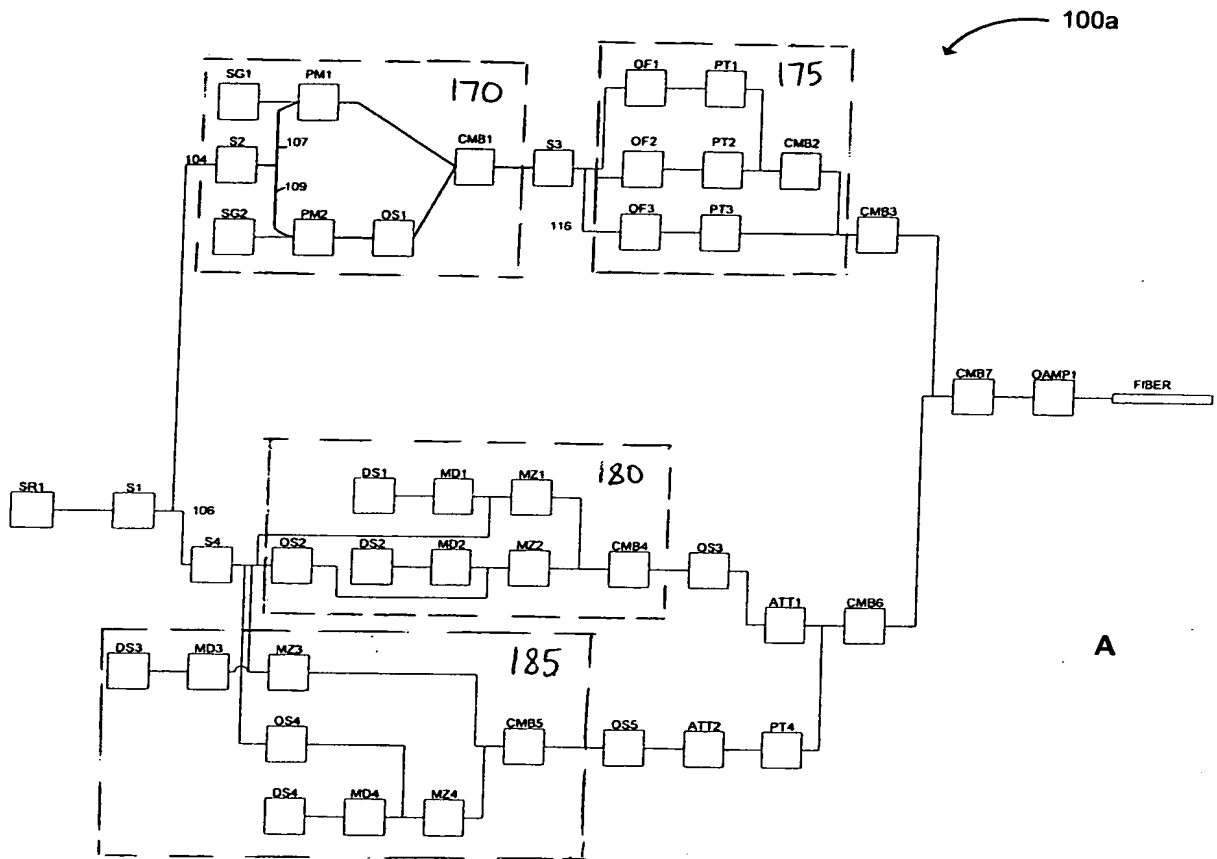 100a
SG1 PM1 170
OF1 PT1 175
S2 107 CMB1 S3
104
OF2 PT2 CMB2
109
SG2 PM2 OS1
116 OF3 PT3 CMB3
CMB7 OAMP1 FIBER
DS1 MD1 MZ1 180
SR1 S1
106
S4 OS2 DS2 MD2 MZ2 CMB4 OS3
ATT1 CMB6
A
DS3 MD3 MZ3 185
OS4 CMB5 OS5 ATT2 PT4
DS4 MD4 MZ4